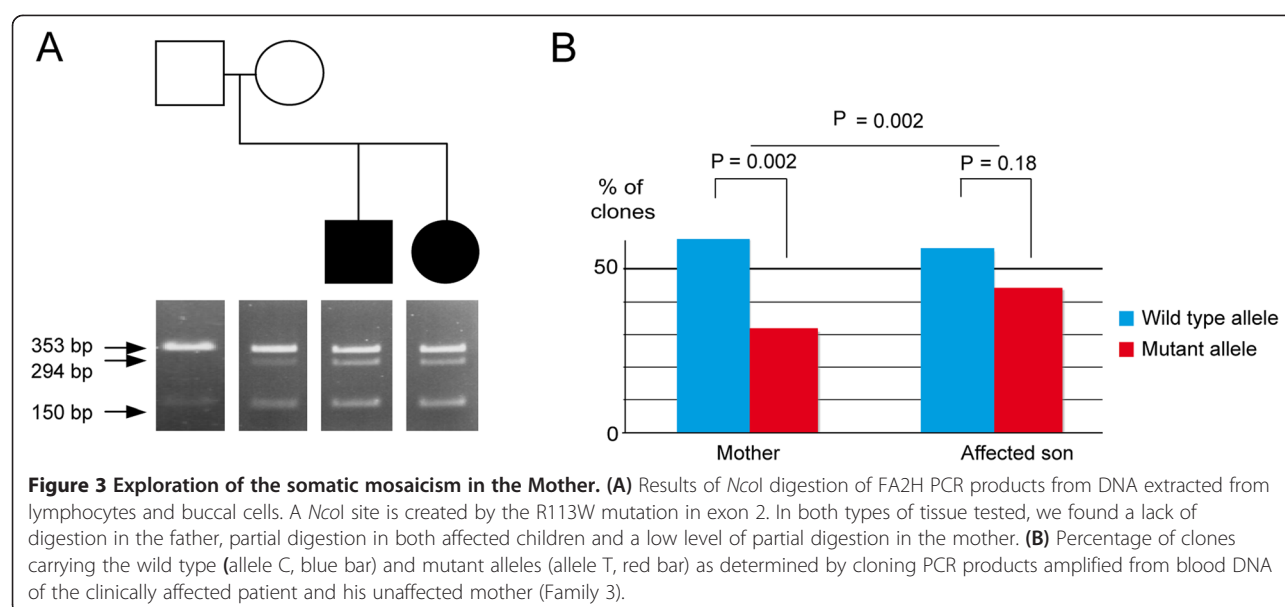 A
B
P = 0.002
P = 0.002
P = 0.18
% of
clones
50
0
353 bp
294 bp
150 bp
Wild type allele
Mutant allele
Mother
Affected son
Figure 3 Exploration of the somatic mosaicism in the Mother. (A) Results of NcoI digestion of FA2H PCR products from DNA extracted from
lymphocytes and buccal cells. A NcoI site is created by the R113W mutation in exon 2. In both types of tissue tested, we found a lack of
digestion in the father, partial digestion in both affected children and a low level of partial digestion in the mother. (B) Percentage of clones
carrying the wild type (allele C, blue bar) and mutant alleles (allele T, red bar) as determined by cloning PCR products amplified from blood DNA
of the clinically affected patient and his unaffected mother (Family 3).